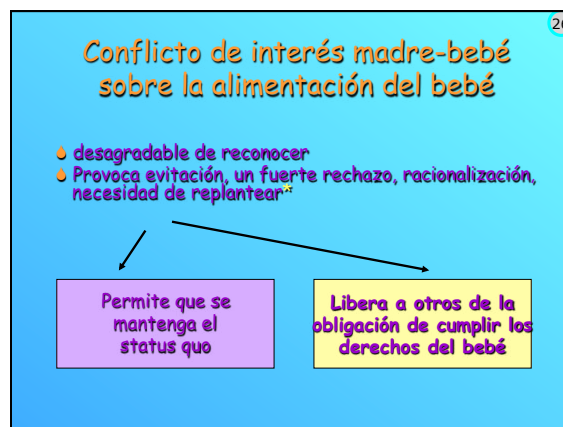 Conflicto de interés madre-bebé
sobre la alimentación del bebé
desagradable de reconocer
Provoca evitación, un fuerte rechazo, racionalización,
necesidad de replantear*
Permite que se
mantenga el
status quo
Libera a otros de la
obligación de cumplir los
derechos del bebé